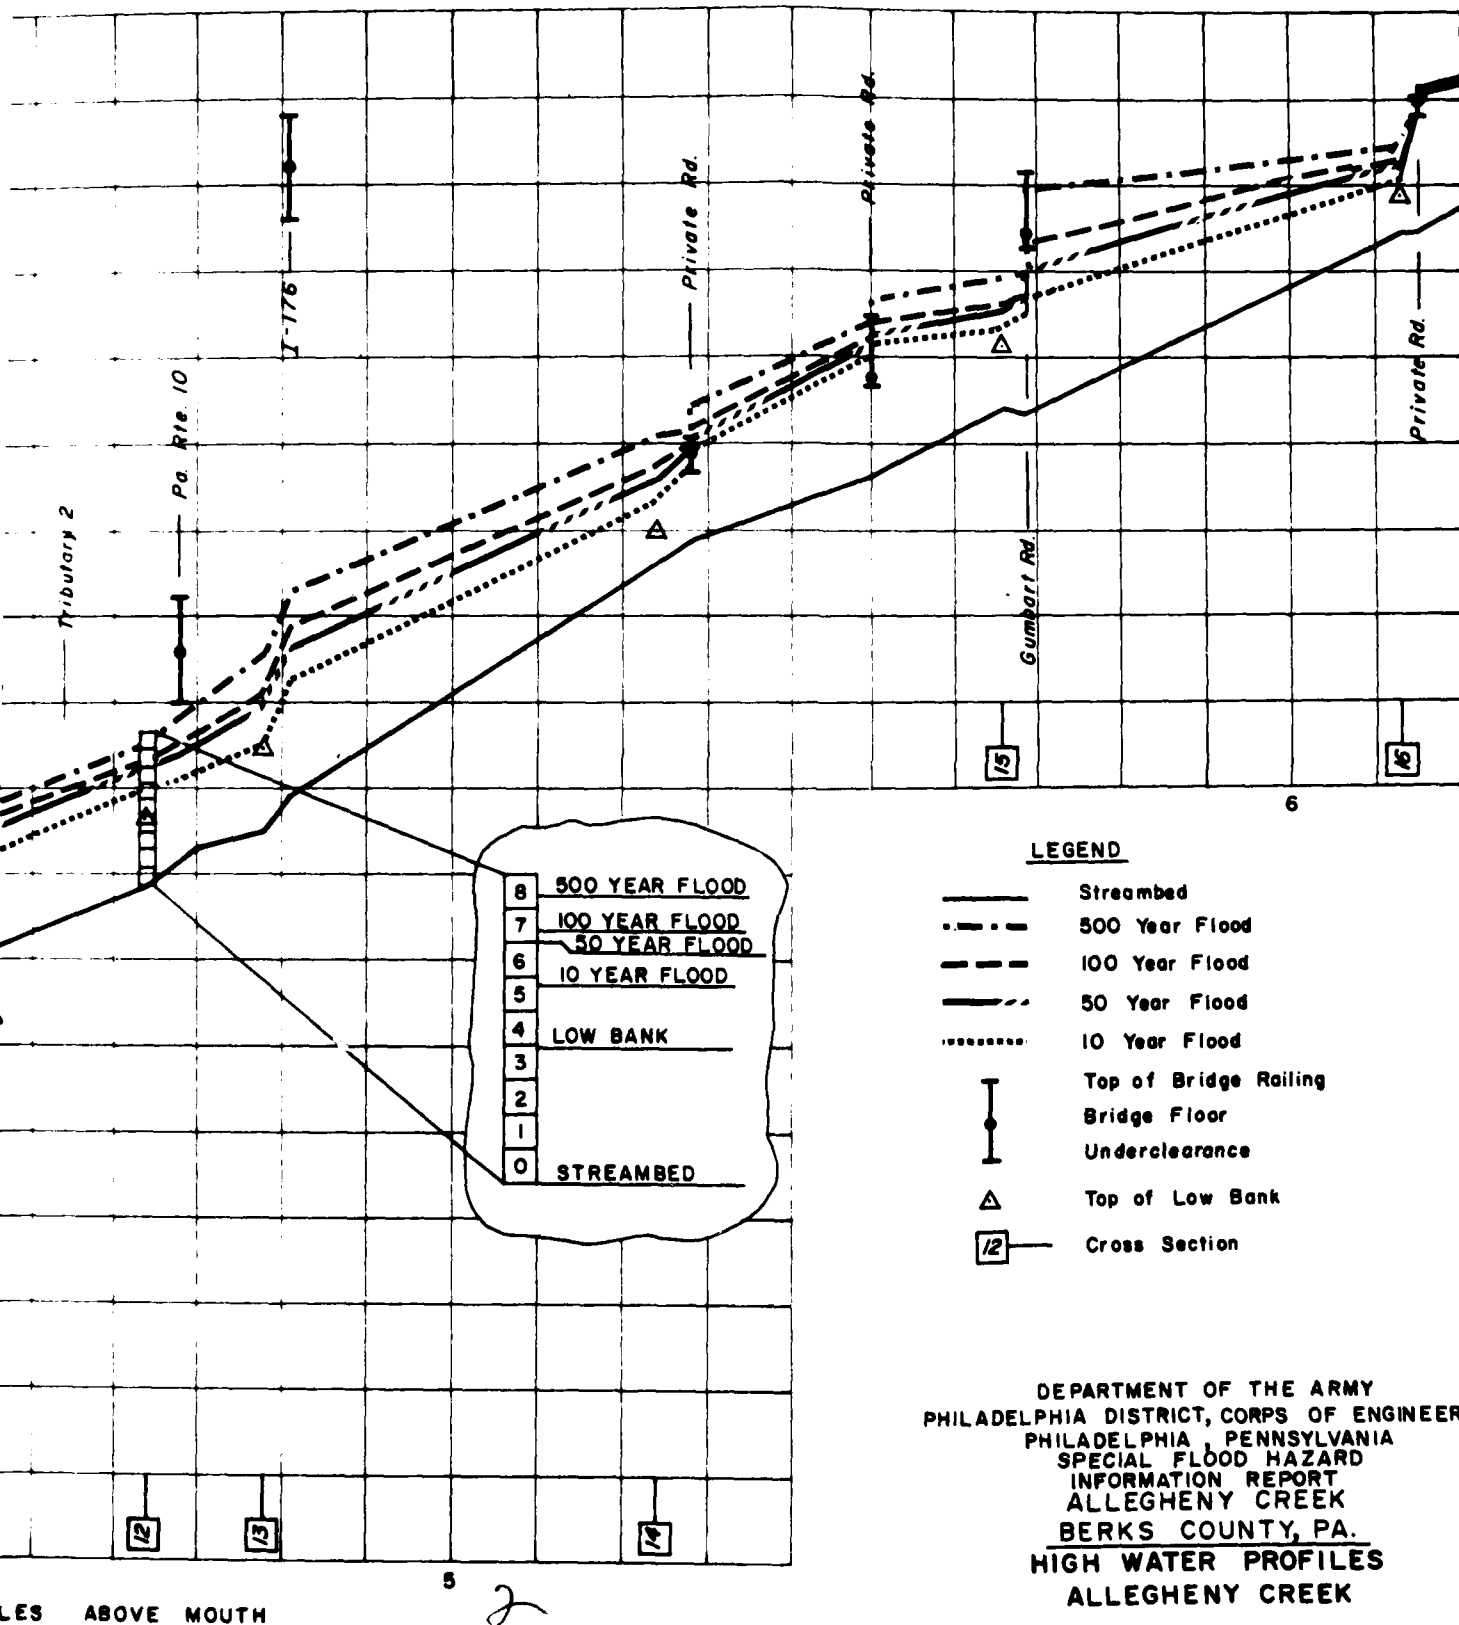 Tributary 2
Pa. Rte. 10
I-176
Private Rd.
Private Rd.
Gumbart Rd.
Private Rd.
15
16
6
8 500 YEAR FLOOD
7 100 YEAR FLOOD
50 YEAR FLOOD
6
10 YEAR FLOOD
5
4 LOW BANK
3
2
1
0 STREAMBED
LEGEND
Streambed
500 Year Flood
100 Year Flood
50 Year Flood
10 Year Flood
Top of Bridge Railing
Bridge Floor
Underclearance
Top of Low Bank
12 Cross Section
12
13
14
5
2
LES ABOVE MOUTH
DEPARTMENT OF THE ARMY
PHILADELPHIA DISTRICT, CORPS OF ENGINEER
PHILADELPHIA , PENNSYLVANIA
SPECIAL FLOOD HAZARD
INFORMATION REPORT
ALLEGHENY CREEK
BERKS COUNTY, PA.
HIGH WATER PROFILES
ALLEGHENY CREEK